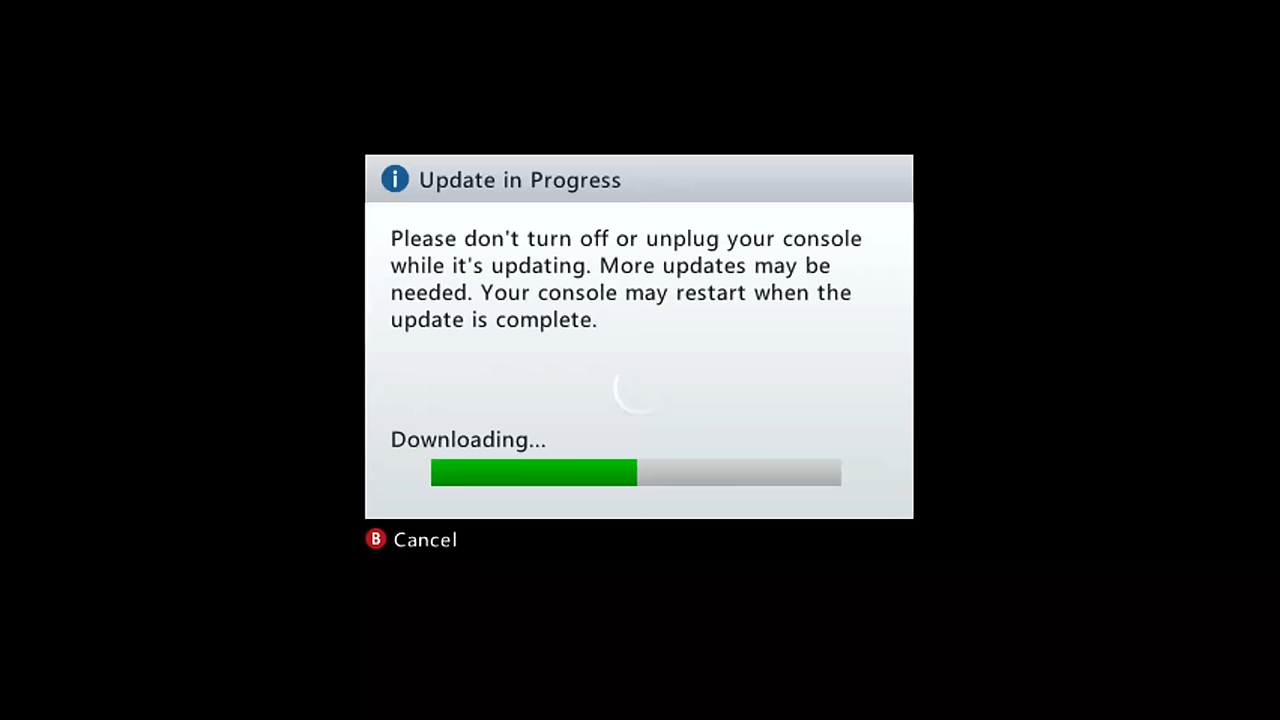 Update in Progress
Please don't turn off or unplug your console
while it's updating. More updates may be
needed. Your console may restart when the
update is complete.
Downloading...
B Cancel